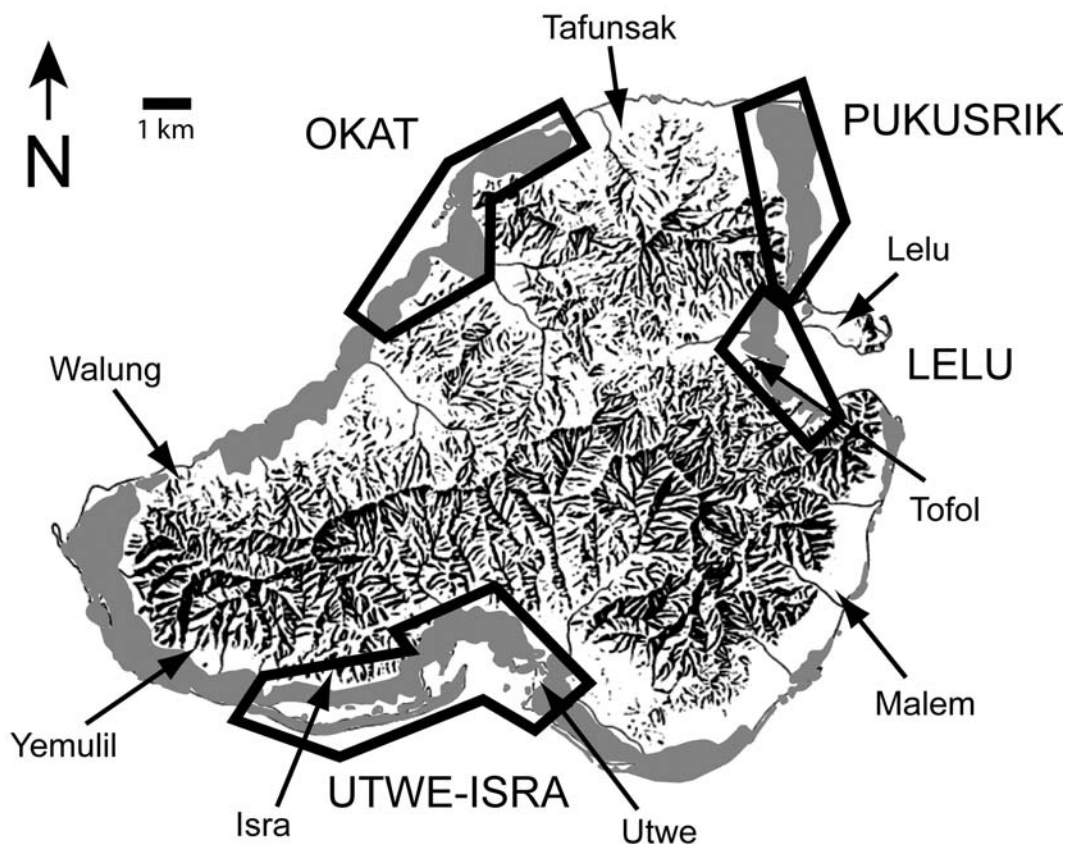 Tafunsak
1 km
N
OKAT
PUKUSRIK
Lelu
LELU
Walung
Tofol
Malem
Yemulil
UTWE-ISRA
Isra
Utwe